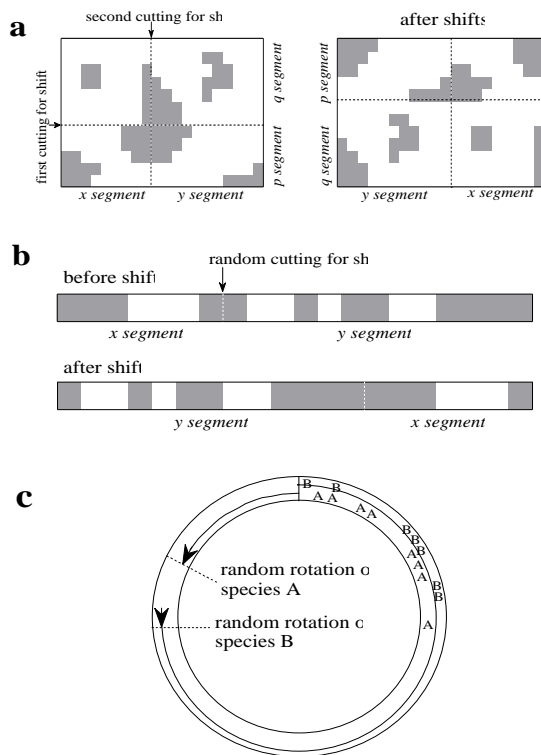 a
second cutting for sh
after shifts
first cutting for shift
q segment
p segment
x segment
y segment
p segment
q segment
y segment
x segment
b
random cutting for sh
before shift
x segment
y segment
after shift
y segment
x segment
c
B
B
A
A
A
A
B
B
B
A
A
A
B
B
A
random rotation o
species A
random rotation o
species B